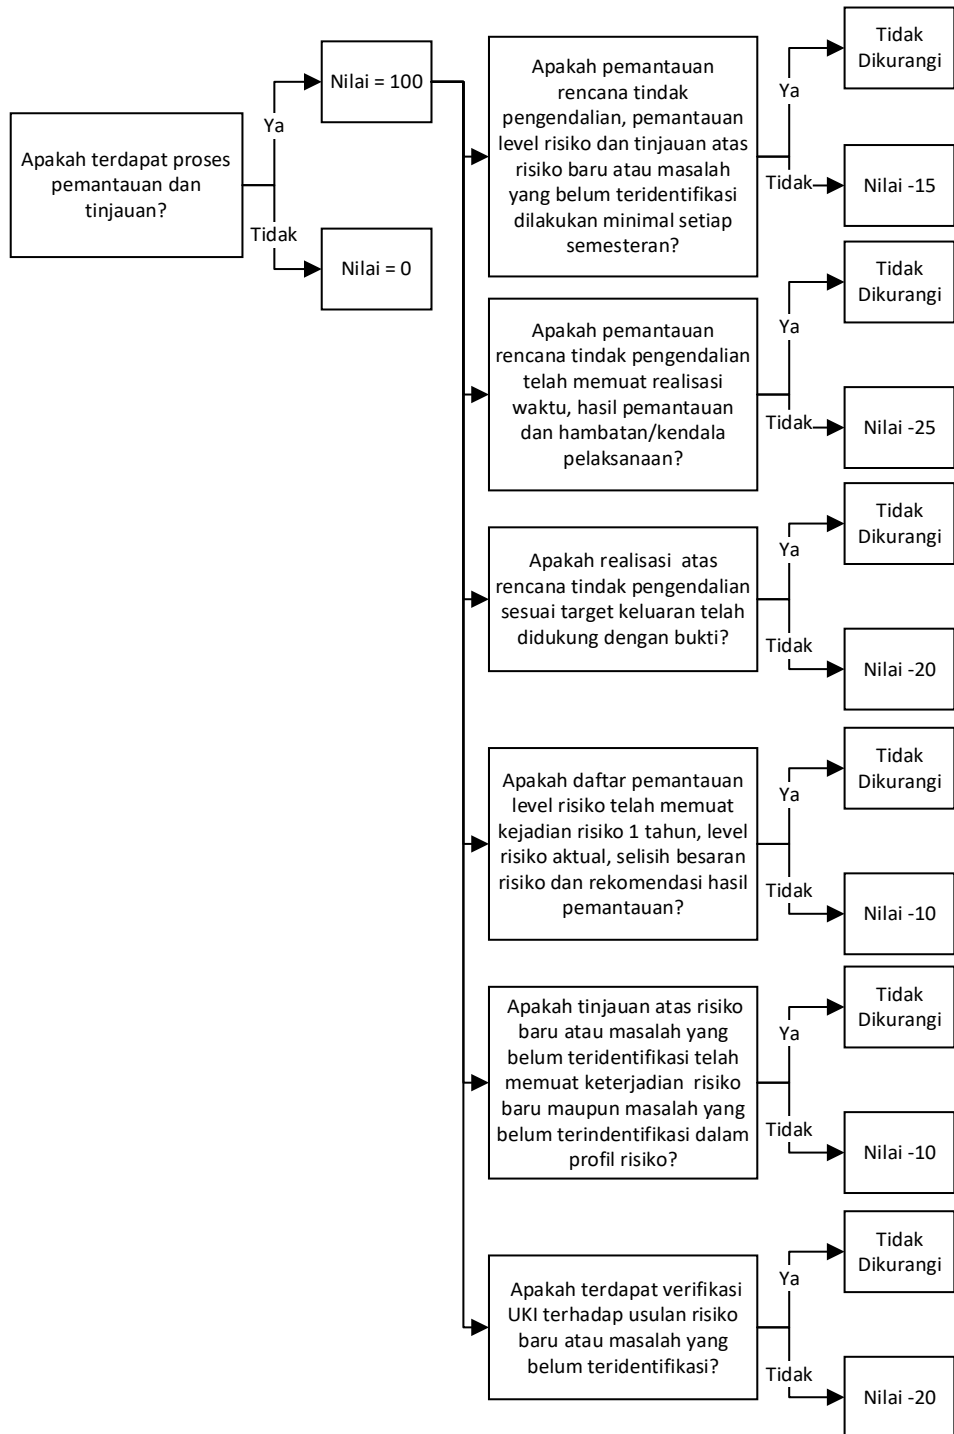 Apakah terdapat proses
pemantauan dan
tinjauan?
Ya
Tidak
Nilai = 100
Nilai = 0
Apakah pemantauan
rencana tindak
pengendalian, pemantauan
level risiko dan tinjauan atas
risiko baru atau masalah
yang belum teridentifikasi
dilakukan minimal setiap
semesteran?
Ya
Tidak
Dikurangi
Tidak
Nilai -15
Apakah pemantauan
rencana tindak pengendalian
telah memuat realisasi
waktu, hasil pemantauan
dan hambatan/kendala
pelaksanaan?
Ya
Tidak
Dikurangi
Tidak
Nilai -25
Apakah realisasi atas
rencana tindak pengendalian
sesuai target keluaran telah
didukung dengan bukti?
Ya
Tidak
Dikurangi
Tidak
Nilai -20
Apakah daftar pemantauan
level risiko telah memuat
kejadian risiko 1 tahun, level
risiko aktual, selisih besaran
risiko dan rekomendasi hasil
pemantauan?
Ya
Tidak
Dikurangi
Tidak
Nilai -10
Apakah tinjauan atas risiko
baru atau masalah yang
belum teridentifikasi telah
memuat keterjadian risiko
baru maupun masalah yang
belum terindentifikasi dalam
profil risiko?
Ya
Tidak
Dikurangi
Tidak
Nilai -10
Apakah terdapat verifikasi
UKI terhadap usulan risiko
baru atau masalah yang
belum teridentifikasi?
Ya
Tidak
Dikurangi
Tidak
Nilai -20